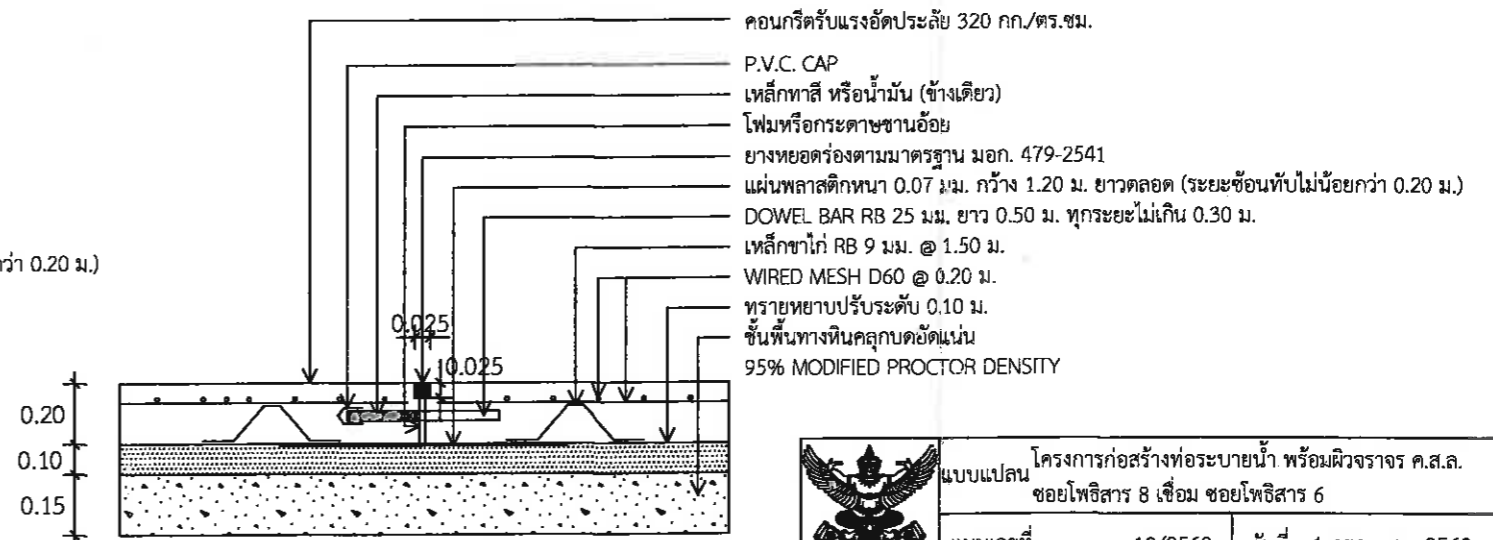 คอนกรีตรับแรงอัดประลัย 320 กก./ตร.ซม.
P.V.C. CAP
เหล็กทาสี หรือน้ำมัน (ข้างเดียว)
โฟมหรือกระดาษชานอ้อย
ยางหยอดร่องตามมาตรฐาน มอก. 479-2541
แผ่นพลาสติกหนา 0.07 มม. กว้าง 1.20 ม. ยาวตลอด (ระยะซ้อนทับไม่น้อยกว่า 0.20 ม.)
DOWEL BAR RB 25 มม. ยาว 0.50 ม. ทุกระยะไม่เกิน 0.30 ม.
เหล็กขาไก่ RB 9 มม. @ 1.50 ม.
ว่า 0.20 ม.)
WIRED MESH D60 @ 0.20 ม.
ทรายหยาบปรับระดับ 0.10 ม.
ชั้นพื้นทางหินคลุกบดอัดแน่น
95% MODIFIED PROCTOR DENSITY
0.025
0.025
0.20
0.10
0.15
แบบแปลน
โครงการก่อสร้างท่อระบายน้ำ พร้อมผิวจราจร ค.ส.ล.
ซอยโพธิสาร 8 เชื่อม ซอยโพธิสาร 6